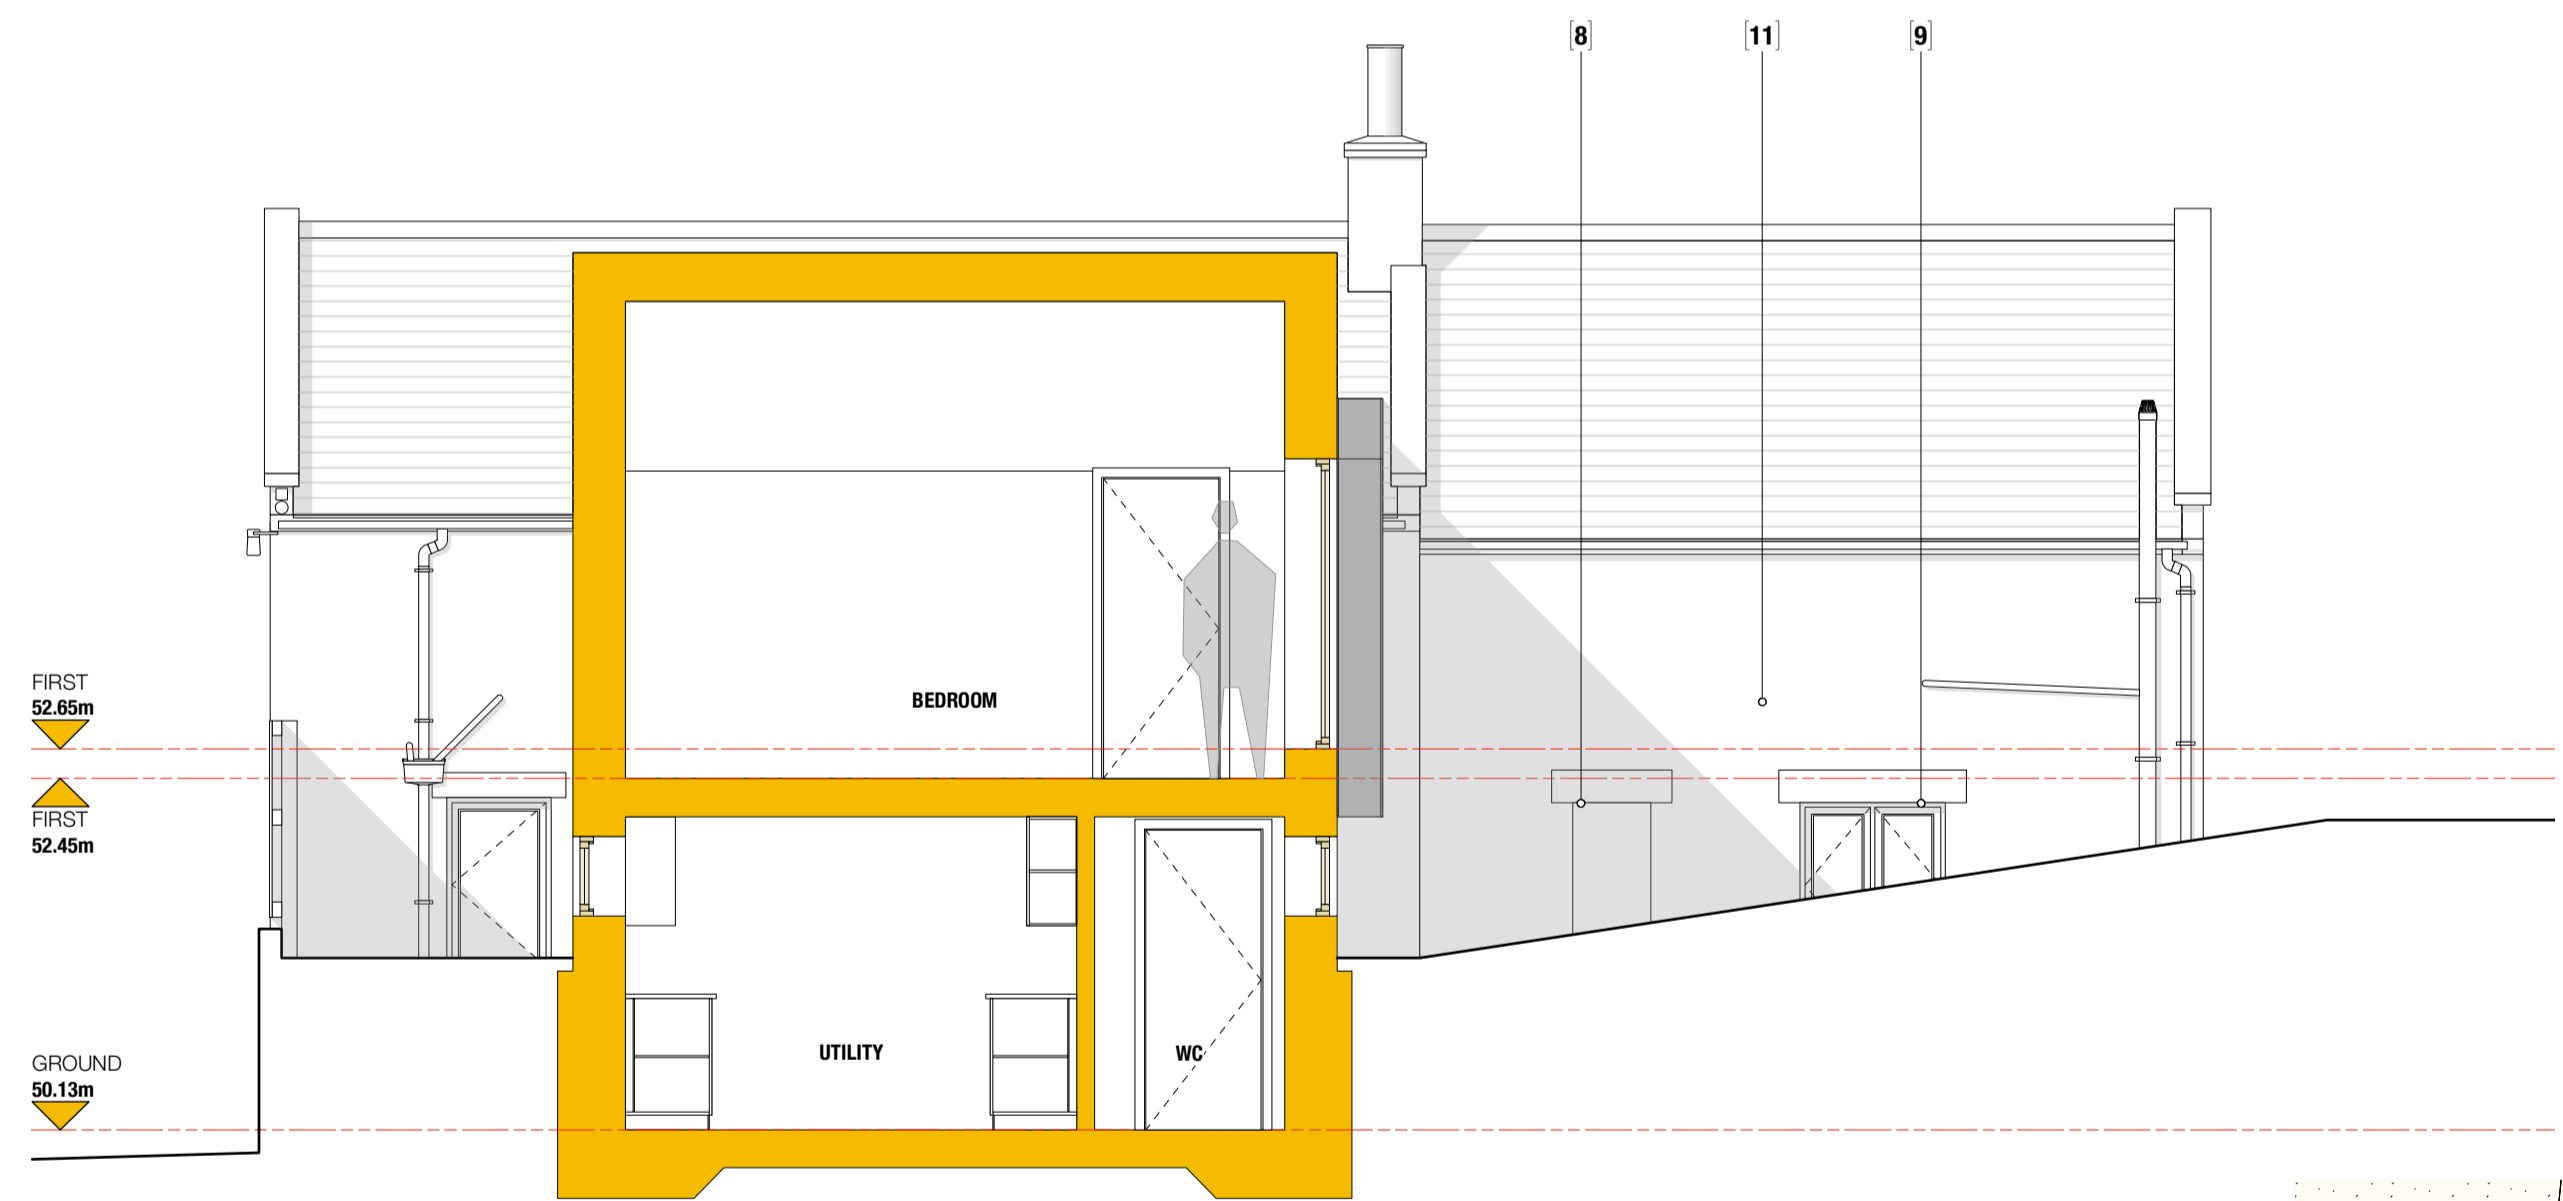 [8]
[11]
[9]
FIRST
52.65m
BEDROOM
FIRST
52.45m
GROUND
50.13m
UTILITY
WC